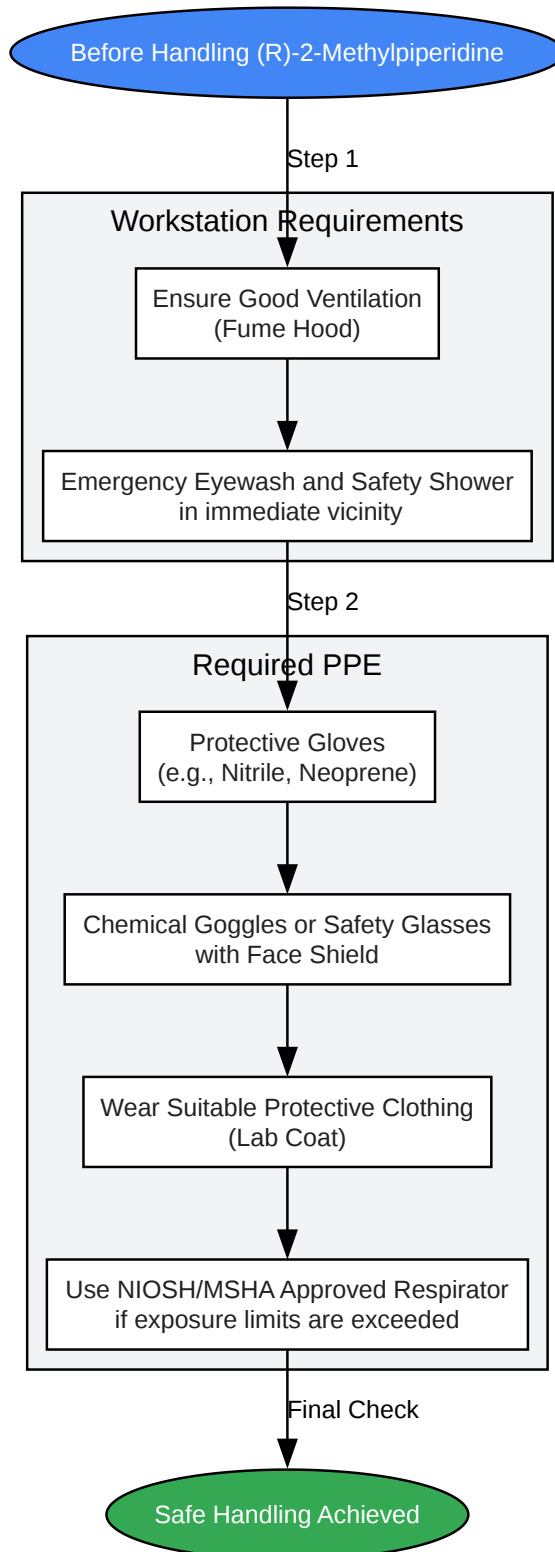 Before Handling (R)-2-Methylpiperidine
Step 1
Workstation Requirements
Ensure Good Ventilation
(Fume Hood)
Emergency Eyewash and Safety Shower
in immediate vicinity
Step 2
Required PPE
Protective Gloves
(e.g., Nitrile, Neoprene)
Chemical Goggles or Safety Glasses
with Face Shield
Wear Suitable Protective Clothing
(Lab Coat)
Use NIOSH/MSHA Approved Respirator
if exposure limits are exceeded
Final Check
Safe Handling Achieved